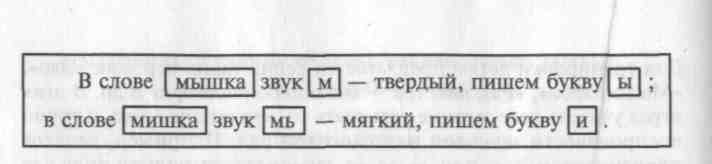 В слове мышка звук м — твердый, пишем букву ы ;
в слове мишка звук мь — мягкий, пишем букву и .